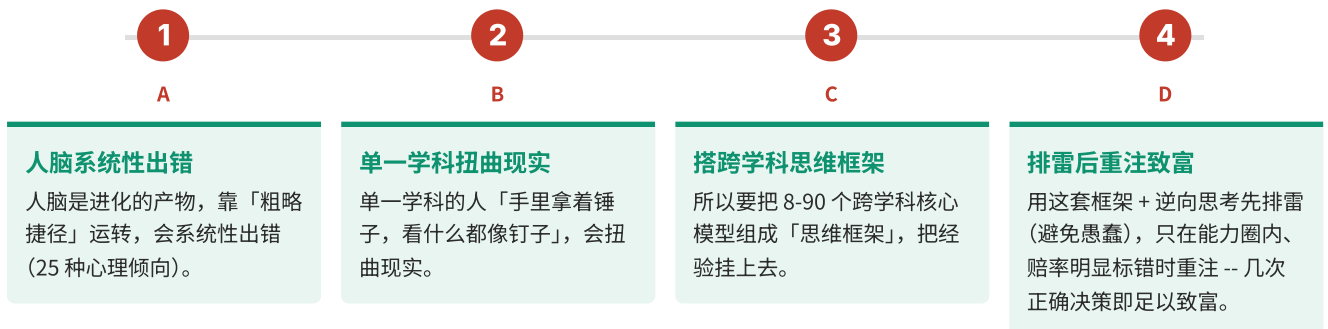 1
2
3
4
A
B
C
D
人脑系统性出错
人脑是进化的产物，靠「粗略
捷径」运转，会系统性出错
（25 种心理倾向）。
单一学科扭曲现实
单一学科的人「手里拿着锤
子，看什么都像钉子」，会扭
曲现实。
搭跨学科思维框架
所以要把 8-90 个跨学科核心
模型组成「思维框架」，把经
验挂上去。
排雷后重注致富
用这套框架 + 逆向思考先排雷
（避免愚蠢），只在能力圈内、
赔率明显标错时重注 -- 几次
正确决策即足以致富。